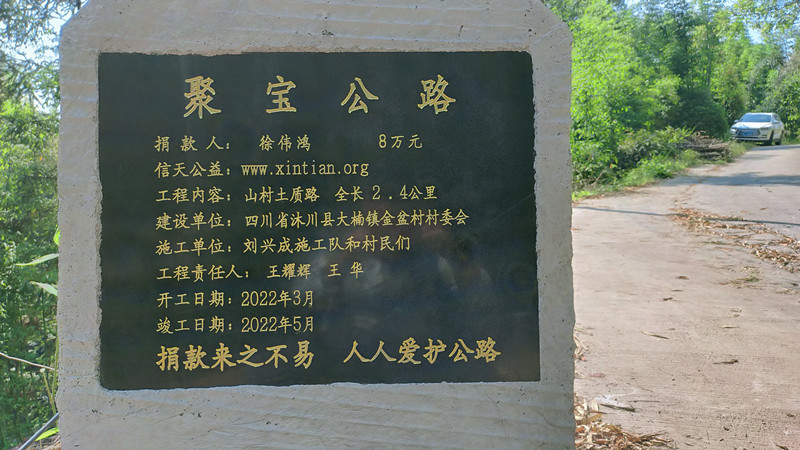 聚宝公路
捐款人： 徐伟鸿 8万元
信天公益：www.xintian.org
工程内容：山村土质路 全长2.4公里
建设单位：四川省沐川县大楠镇金盆村村委会
施工单位：刘兴成施工队和村民们
工程责任人： 王耀辉 王华
开工日期：2022年3月
竣工日期：2022年5月
捐款来之不易 人人爱护公路